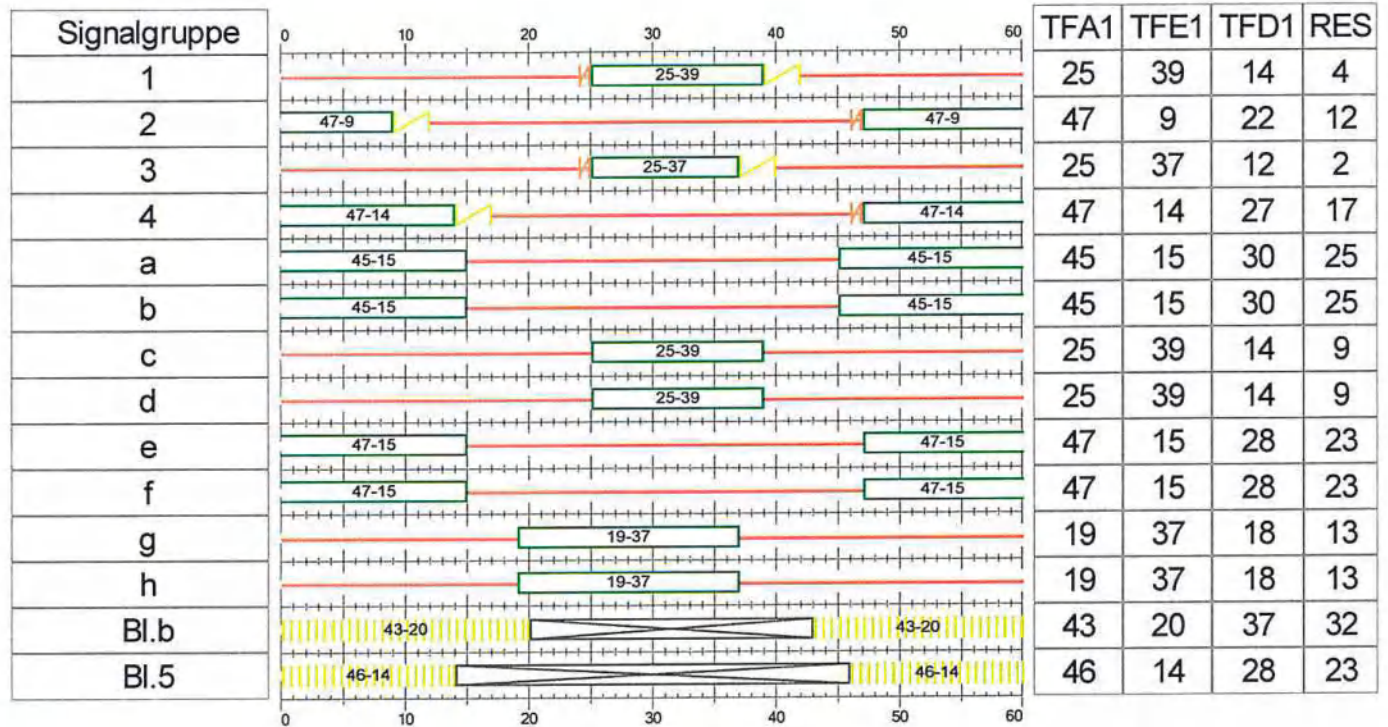 Signalgruppe 0 10 20 30 40 50 60 TFA1 TFE1 TFD1 RES
1 25-39 25 39 14 4
2 47-9 47-9 47 9 22 12
3 25-37 25 37 12 2
4 47-14 47-14 47 14 27 17
a 45-15 45-15 45 15 30 25
b 45-15 45-15 45 15 30 25
c 25-39 25 39 14 9
d 25-39 25 39 14 9
e 47-15 47-15 47 15 28 23
f 47-15 47-15 47 15 28 23
g 19-37 19 37 18 13
h 19-37 19 37 18 13
Bl.b 43-20 43-20 43 20 37 32
Bl.5 46-14 46-14 46 14 28 23
0 10 20 30 40 50 60